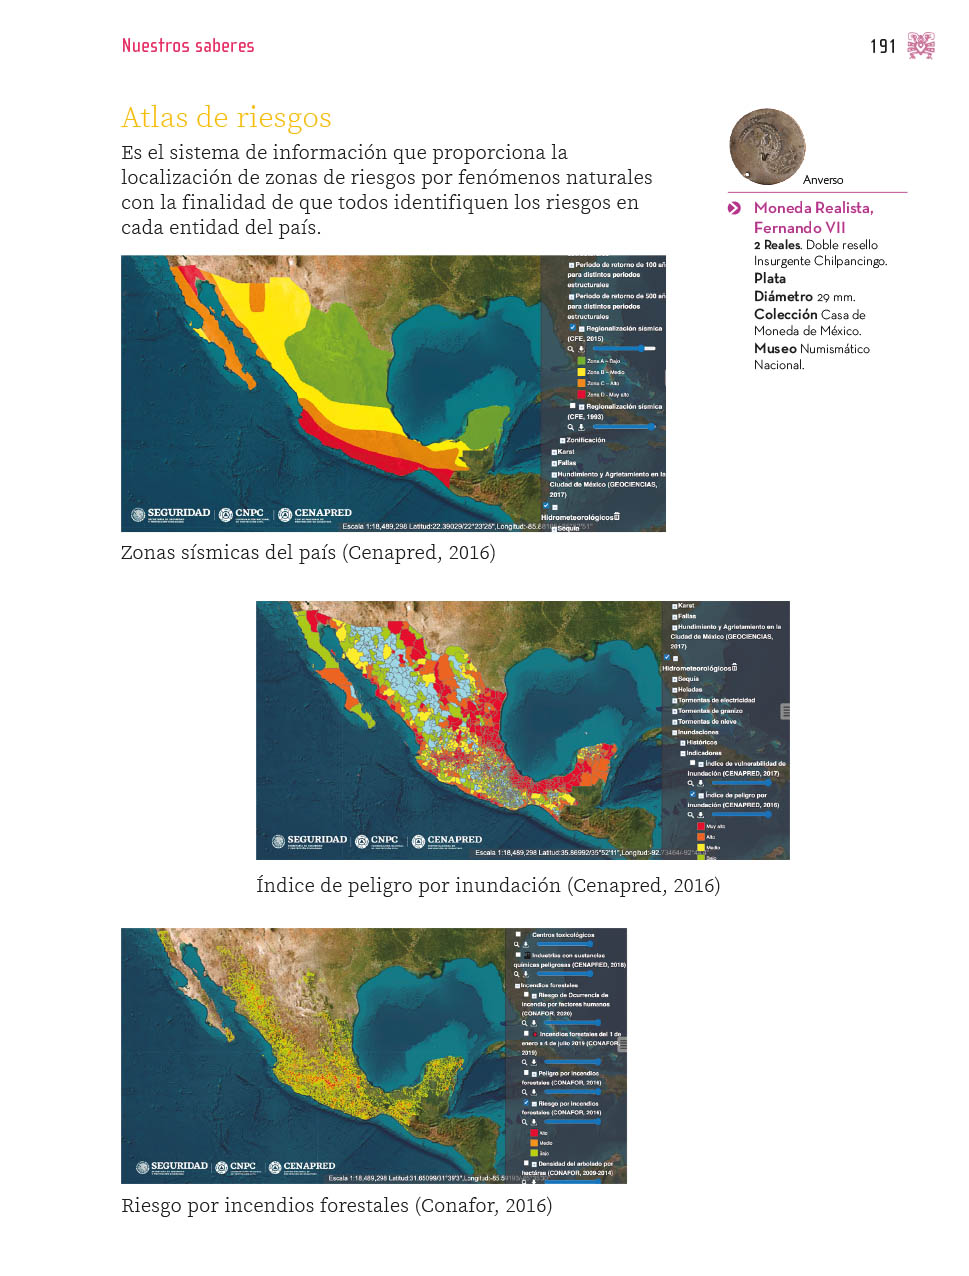 Nuestros saberes
191
Atlas de riesgos
Es el sistema de información que proporciona la
localización de zonas de riesgos por fenómenos naturales
con la finalidad de que todos identifiquen los riesgos en
cada entidad del país.
Anverso
Moneda Realista,
Fernando VII
2 Reales. Doble resello
Insurgente Chilpancingo.
Plata
Diámetro 29 mm.
Colección Casa de
Moneda de México.
Museo Numismático
Nacional.
Periodo de retorno de 100 añ
para distintos periodos
estructurales
Periodo de retorno de 500 añ
para distintos periodos
estructurales
Regionalización sísmica
(CFE, 2015)
Zona A – Bajo
Zona B – Medio
Zona C – Alto
Zona D - Muy alto
Regionalización sísmica
(CFE, 1993)
Zonificación
Karst
Fallas
Hundimiento y Agrietamiento en la
Ciudad de México (GEOCIENCIAS,
2017)
Hidrometeorológicos
Sequía
SEGURIDAD
CNPC
CENAPRED
Escala 1:18,489,298 Latitud:22.39029/22°23'25",Longitud:-85.
Zonas sísmicas del país (Cenapred, 2016)
Karst
Fallas
Hundimiento y Agrietamiento en la
Ciudad de México (GEOCIENCIAS,
2017)
Hidrometeorológicos
Sequía
Heladas
Tormentas de electricidad
Tormentas de granizo
Tormentas de nieve
Inundaciones
Históricos
Indicadores
Índice de vulnerabilidad de
inundación (CENAPRED, 2017)
Índice de peligro por
inundación (CENAPRED, 2016)
Muy alto
Alto
Medio
Bajo
SEGURIDAD
CNPC
CENAPRED
Escala 1:18,489,298 Latitud:35.86992/35°52'11",Longitud:-92.
Índice de peligro por inundación (Cenapred, 2016)
Centros toxicológicos
Industrias con sustancias
químicas peligrosas (CENAPRED, 2018)
Incendios forestales
Riesgo de Ocurrencia de
incendio por factores humanos
(CONAFOR, 2020)
Incendios forestales del 1 de
enero a 4 de julio 2019 (CONAFOR,
2019)
Peligro por incendios
forestales (CONAFOR, 2016)
Riesgo por incendios
forestales (CONAFOR, 2016)
Alto
Medio
Bajo
Densidad del arbolado por
hectáras (CONAFOR, 2009-2014)
SEGURIDAD
CNPC
CENAPRED
Escala 1:18,489,298 Latitud:31.65099/31°39'3",Longitud:-85.5
Riesgo por incendios forestales (Conafor, 2016)